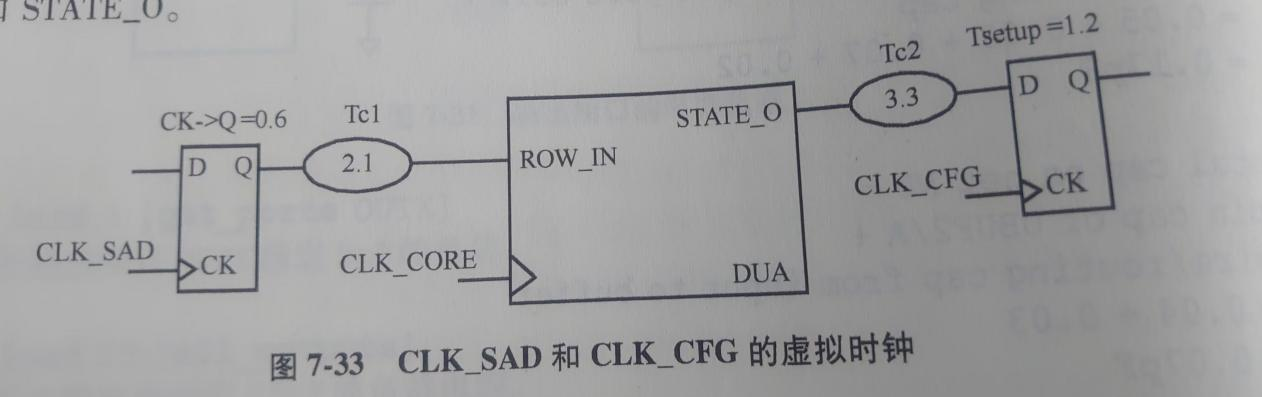 STATE_O。
Tsetup =1.2
Tc2
D Q
3.3
STATE_O
CK->Q=0.6
Tc1
D Q
2.1
ROW_IN
CLK_CFG
CK
CLK_SAD
CK
CLK_CORE
DUA
图 7-33 CLK_SAD 和 CLK_CFG 的虚拟时钟